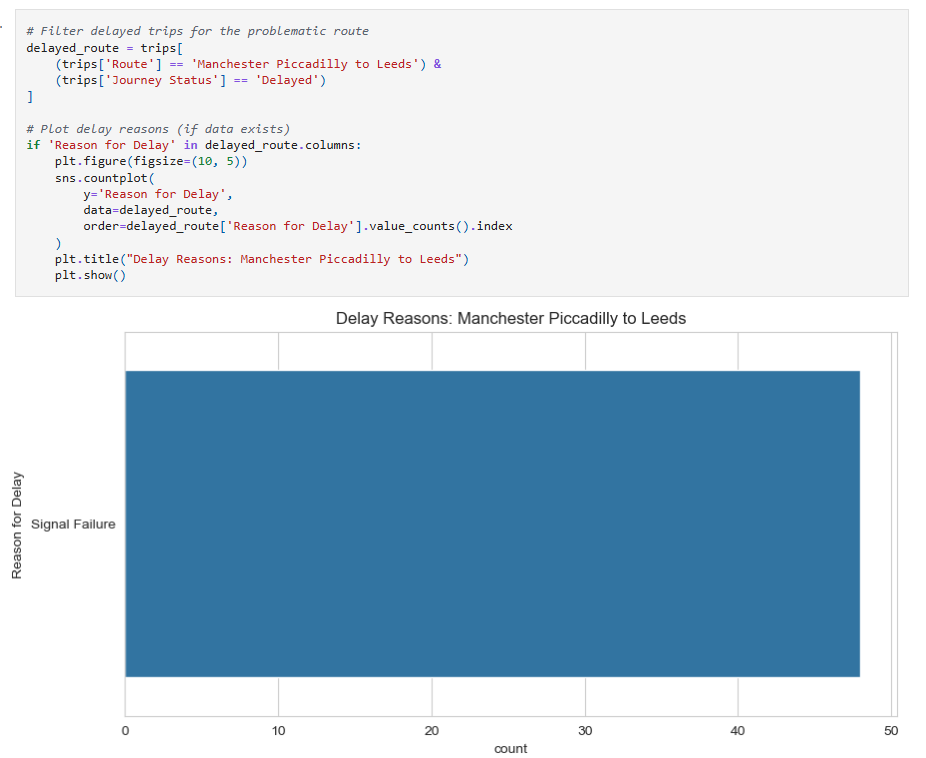 # Filter delayed trips for the problematic route
delayed_route = trips[
    (trips['Route'] == 'Manchester Piccadilly to Leeds') &
    (trips['Journey Status'] == 'Delayed')
]
# Plot delay reasons (if data exists)
if 'Reason for Delay' in delayed_route.columns:
    plt.figure(figsize=(10, 5))
    sns.countplot(
        y='Reason for Delay',
        data=delayed_route,
        order=delayed_route['Reason for Delay'].value_counts().index
    )
    plt.title("Delay Reasons: Manchester Piccadilly to Leeds")
    plt.show()
Delay Reasons: Manchester Piccadilly to Leeds
Reason for Delay
Signal Failure
0 10 20 30 40 50
count